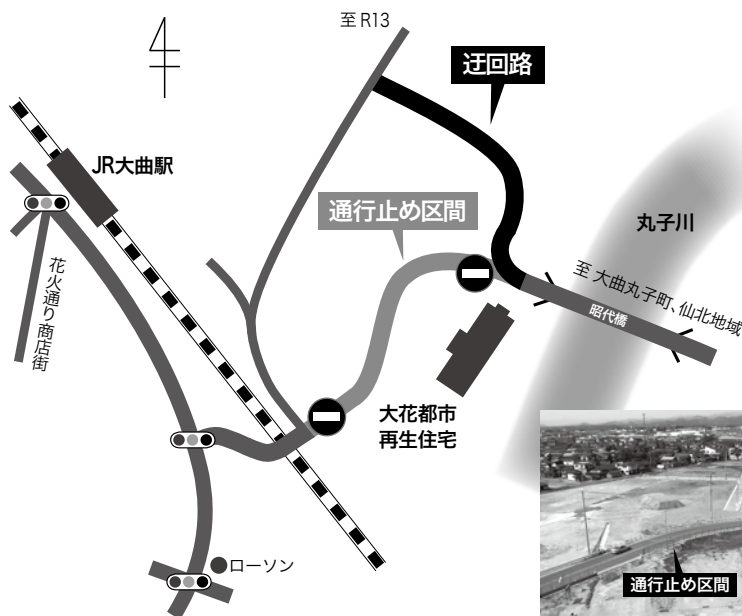 至 R13
迂回路
JR大曲駅
通行止め区間
丸子川
至 大曲丸子町、仙北地域
昭代橋
花火通り商店街
大花都市
再生住宅
ローソン
通行止め区間